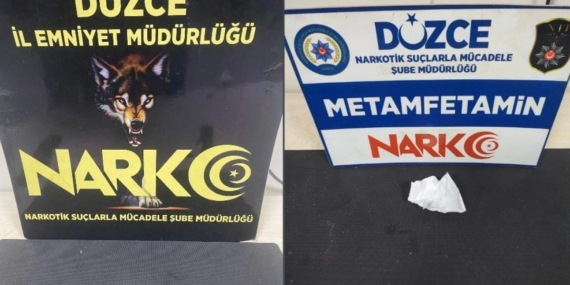 DÜZCE
İL EMNİYET MÜDÜRLÜĞÜ
NARKO
NARKOTİK SUÇLARLA MÜCADELE ŞUBE MÜDÜRLÜĞÜ
DÜZCE
NARKOTİK SUÇLARLA MÜCADELE
ŞUBE MÜDÜRLÜĞÜ
METAMFETAMİN
NARKO